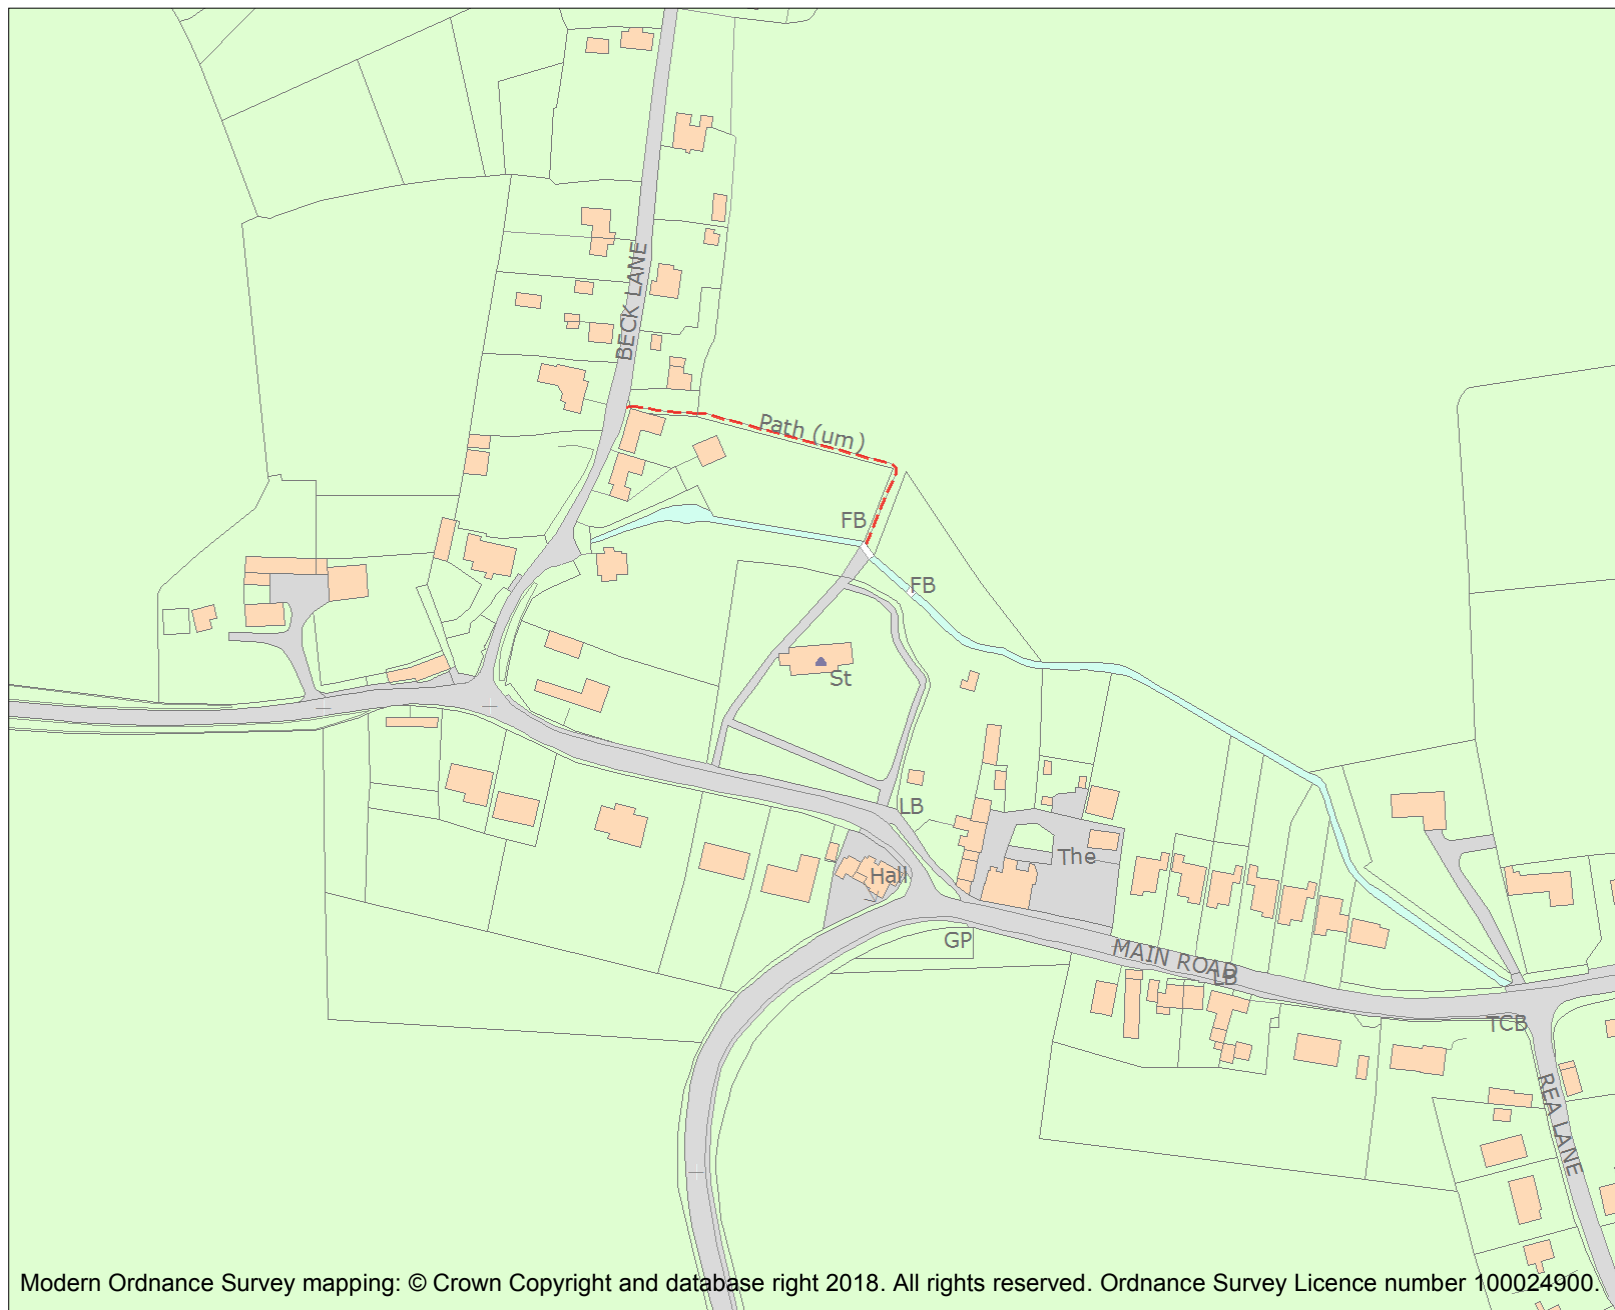 BECK LANE
Path (um)
FB
FB
St
LB
Hall
The
GP
MAIN ROAD
LB
TCB
REA LANE
Modern Ordnance Survey mapping: © Crown Copyright and database right 2018. All rights reserved. Ordnance Survey Licence number 100024900.